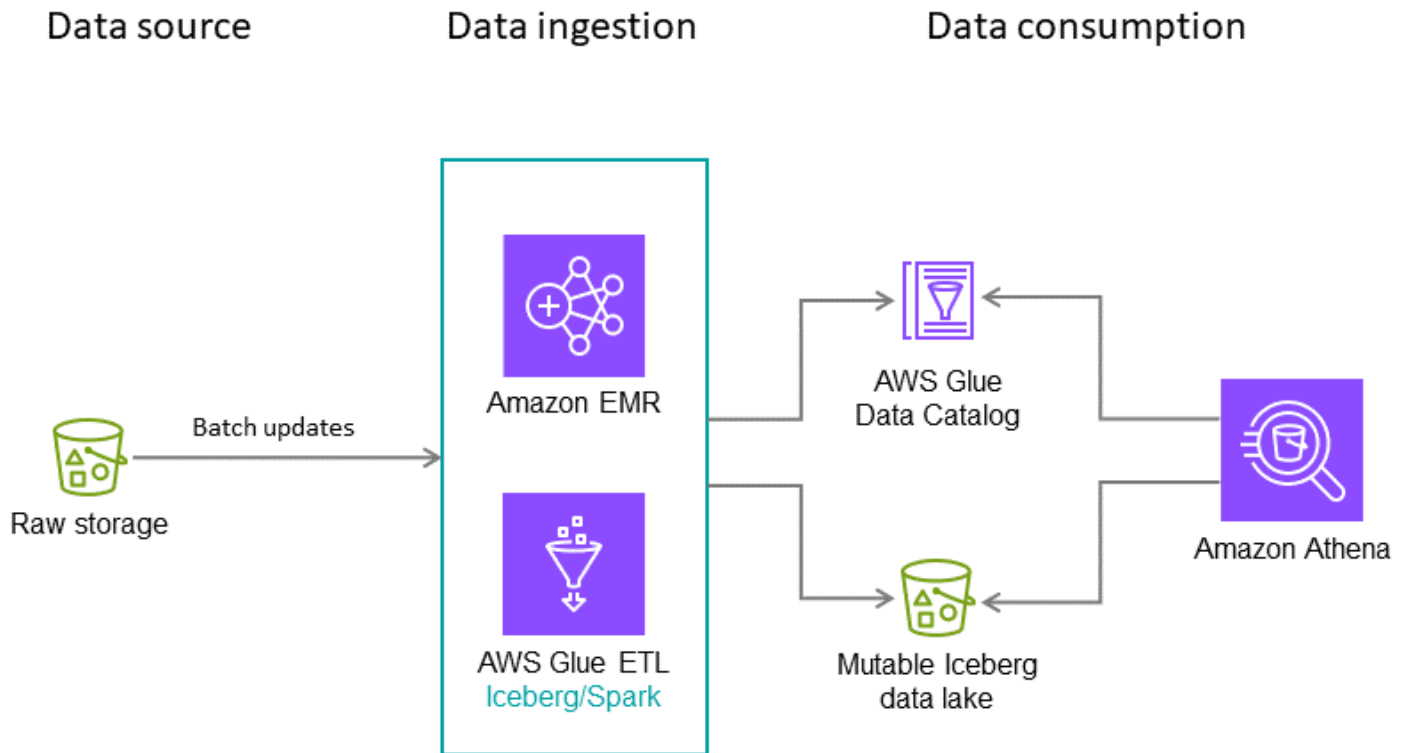 Data source
Data ingestion
Data consumption
Batch updates
Raw storage
Amazon EMR
AWS Glue ETL
Iceberg/Spark
AWS Glue
Data Catalog
Mutable Iceberg
data lake
Amazon Athena